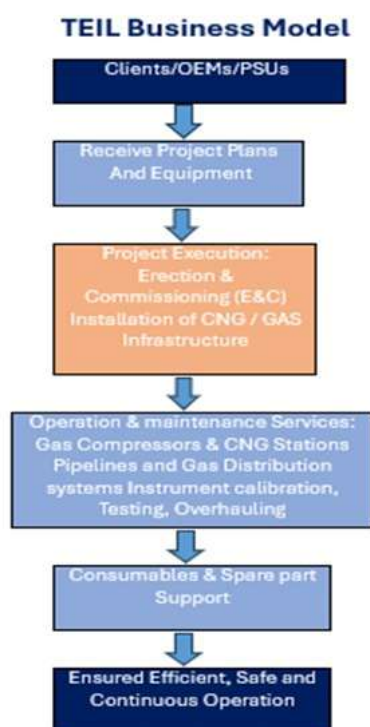 TEIL Business Model
Clients/OEMs/PSUs
Receive Project Plans
And Equipment
Project Execution:
Erection &
Commissioning (E&C)
Installation of CNG / GAS
Infrastructure
Operation & maintenance Services:
Gas Compressors & CNG Stations
Pipelines and Gas Distribution
systems Instrument calibration,
Testing, Overhauling
Consumables & Spare part
Support
Ensured Efficient, Safe and
Continuous Operation